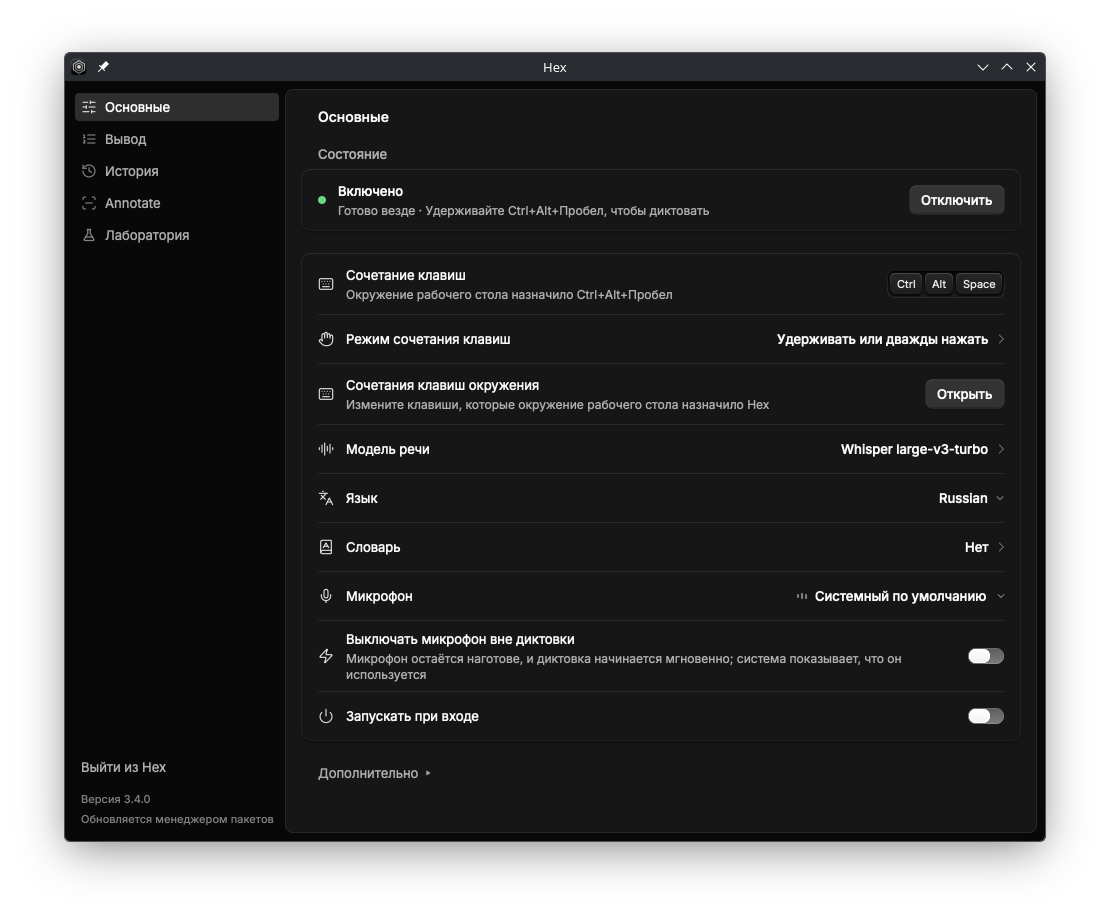 Hex
Основные
Вывод
История
Annotate
Лаборатория
Выйти из Hex
Версия 3.4.0
Обновляется менеджером пакетов
Основные
Состояние
Включено
Готово везде · Удерживайте Ctrl+Alt+Пробел, чтобы диктовать
Отключить
Сочетание клавиш
Окружение рабочего стола назначило Ctrl+Alt+Пробел
Ctrl Alt Space
Режим сочетания клавиш
Удерживать или дважды нажать
Сочетания клавиш окружения
Измените клавиши, которые окружение рабочего стола назначило Hex
Открыть
Модель речи
Whisper large-v3-turbo
Язык
Russian
Словарь
Нет
Микрофон
Системный по умолчанию
Выключать микрофон вне диктовки
Микрофон остаётся наготове, и диктовка начинается мгновенно; система показывает, что он
используется
Запускать при входе
Дополнительно